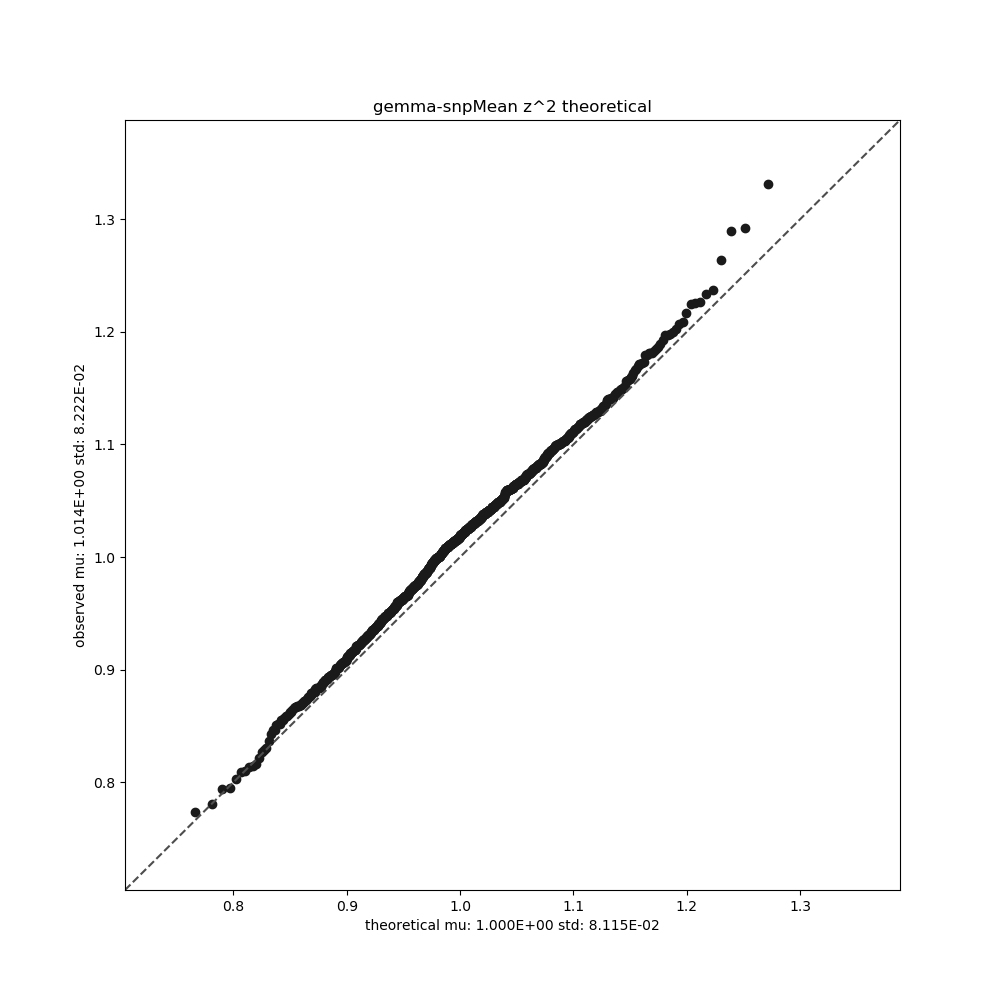 gemma-snpMean z^2 theoretical
observed mu: 1.014E+00 std: 8.222E-02
1.3
1.2
1.1
1.0
0.9
0.8
0.8 0.9 1.0 1.1 1.2 1.3
theoretical mu: 1.000E+00 std: 8.115E-02